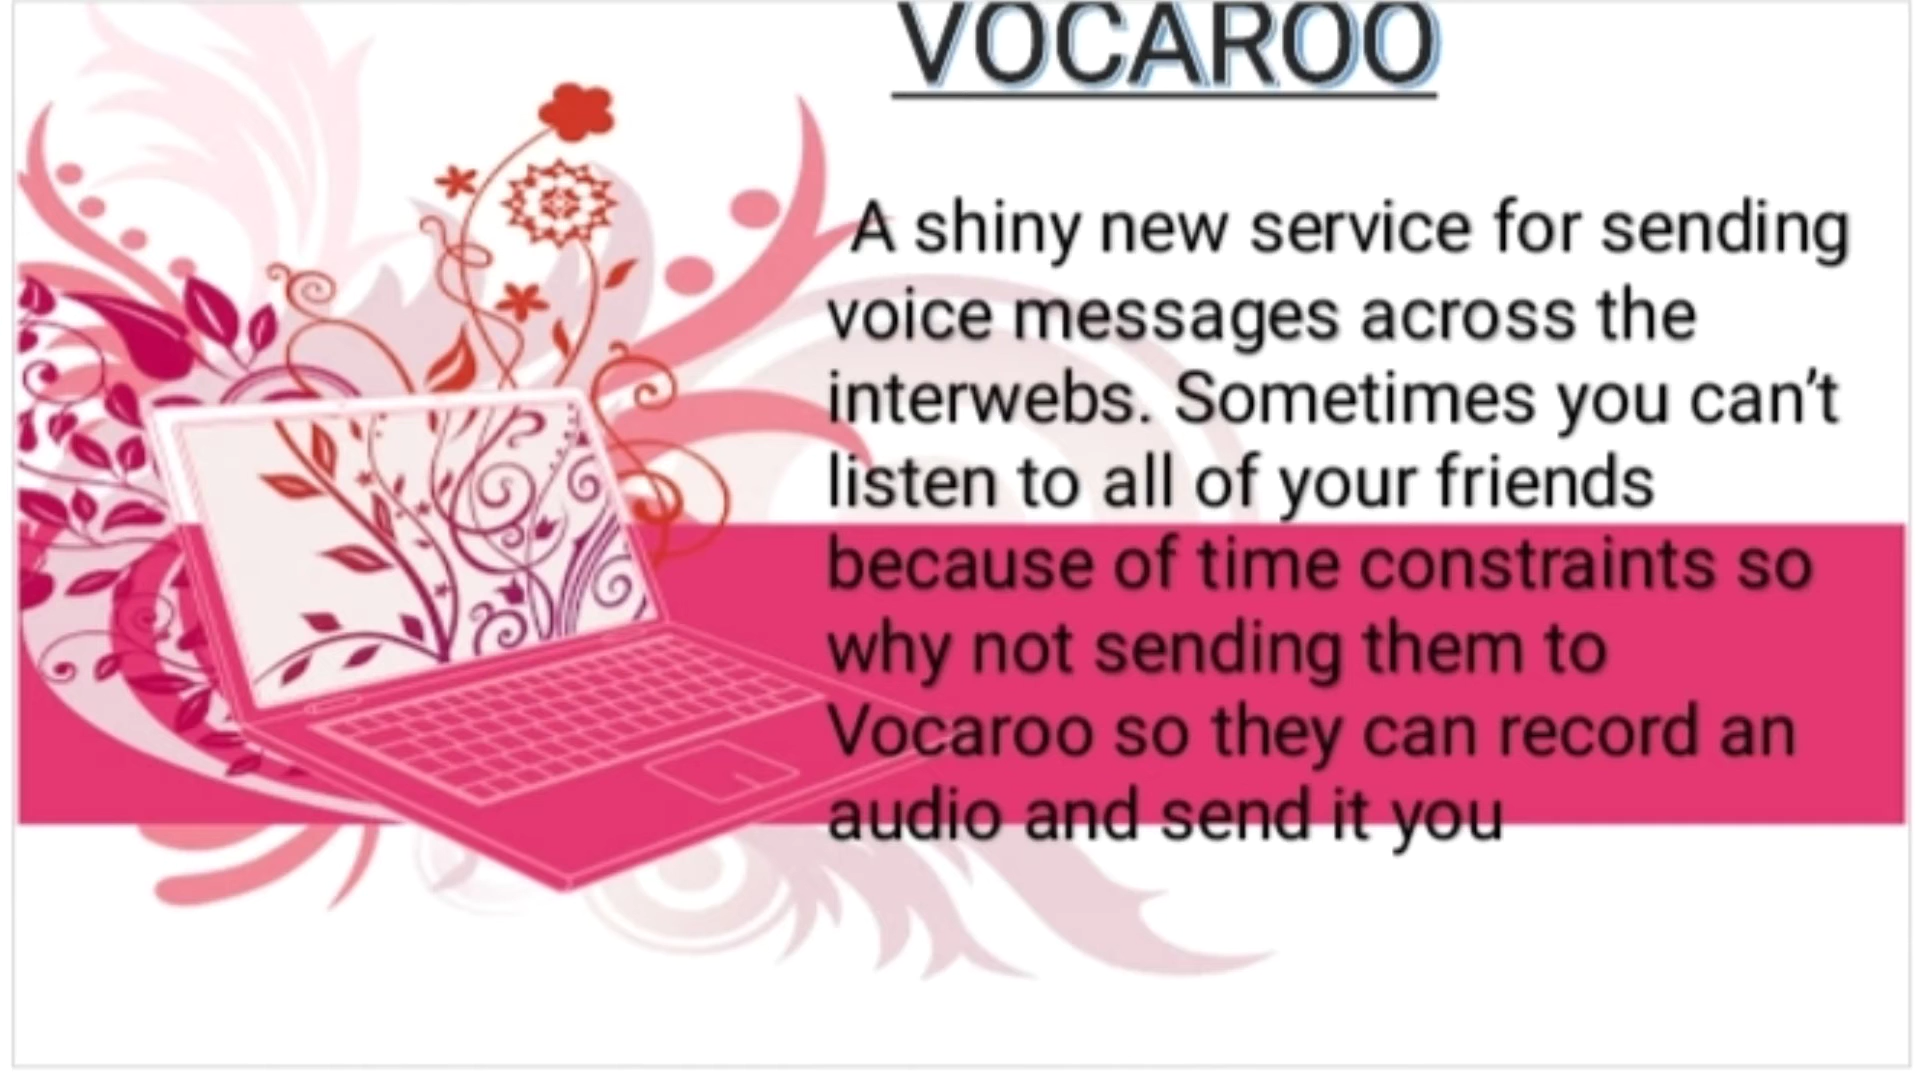 VOCAROO
A shiny new service for sending
voice messages across the
interwebs. Sometimes you can’t
listen to all of your friends
because of time constraints so
why not sending them to
Vocaroo so they can record an
audio and send it you